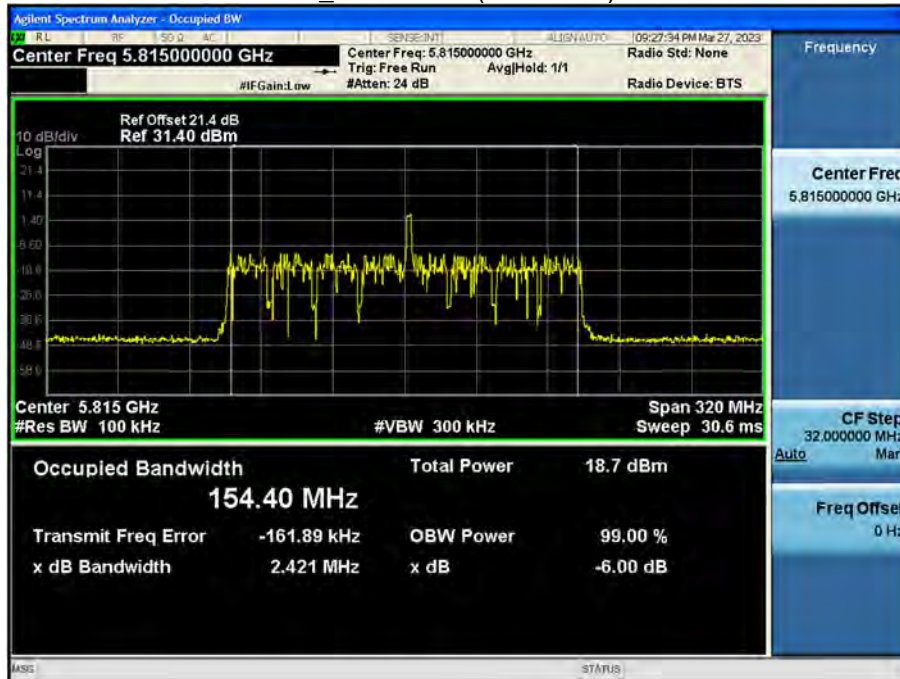 Agilent Spectrum Analyzer - Occupied BW
RL RF 50 Ω AC SENSE:INT ALIGN AUTO 09:27:34 PM Mar 27, 2023
Center Freq 5.815000000 GHz
Center Freq: 5.815000000 GHz
Radio Std: None
Trig: Free Run Avg|Hold: 1/1
#IFGain:Low
#Atten: 24 dB
Radio Device: BTS
Ref Offset 21.4 dB
10 dB/div Ref 31.40 dBm
Log
21.4
11.4
1.40
-8.60
-18.6
-28.6
-38.6
-48.6
-58.6
Center 5.815 GHz
Span 320 MHz
#Res BW 100 kHz
#VBW 300 kHz
Sweep 30.6 ms
Occupied Bandwidth
154.40 MHz
Total Power 18.7 dBm
Transmit Freq Error -161.89 kHz
OBW Power 99.00 %
x dB Bandwidth 2.421 MHz
x dB -6.00 dB
MSG
STATUS
Frequency
Center Freq
5.815000000 GHz
CF Step
32.000000 MHz
Auto Man
Freq Offset
0 Hz